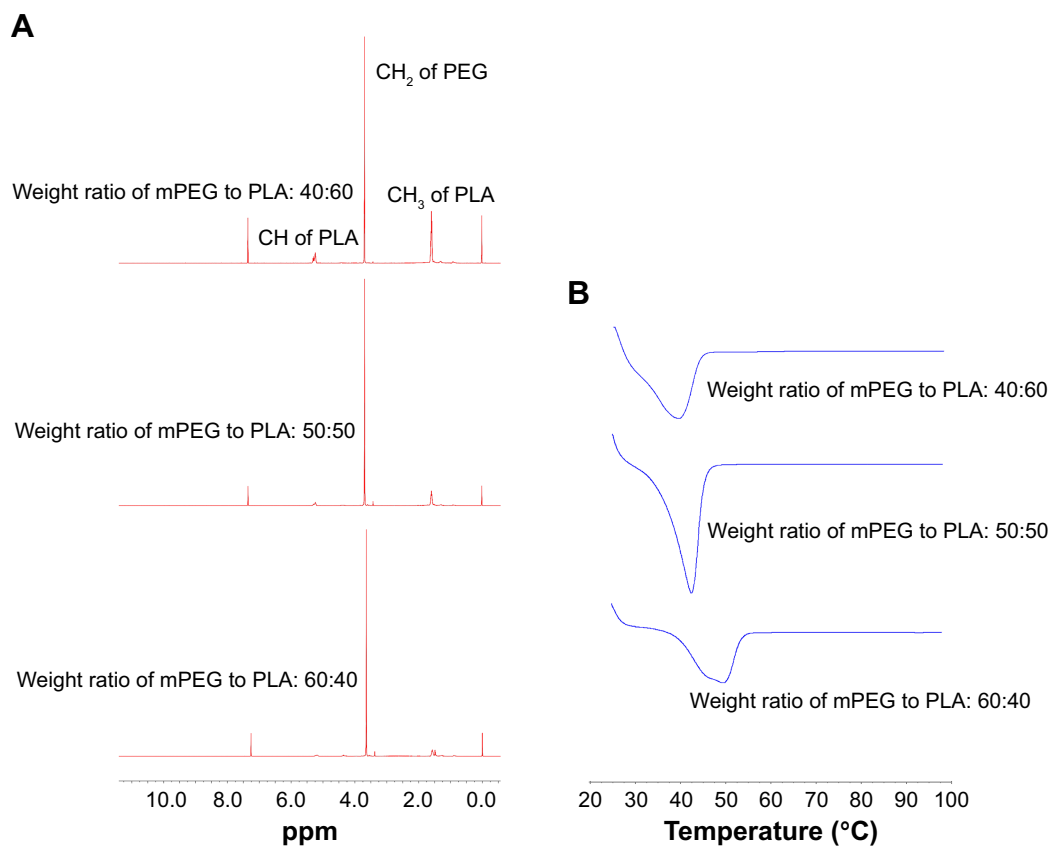 A
CH₂ of PEG
Weight ratio of mPEG to PLA: 40:60
CH₃ of PLA
CH of PLA
Weight ratio of mPEG to PLA: 50:50
Weight ratio of mPEG to PLA: 60:40
10.0 8.0 6.0 4.0 2.0 0.0
ppm
B
Weight ratio of mPEG to PLA: 40:60
Weight ratio of mPEG to PLA: 50:50
Weight ratio of mPEG to PLA: 60:40
20 30 40 50 60 70 80 90 100
Temperature (°C)